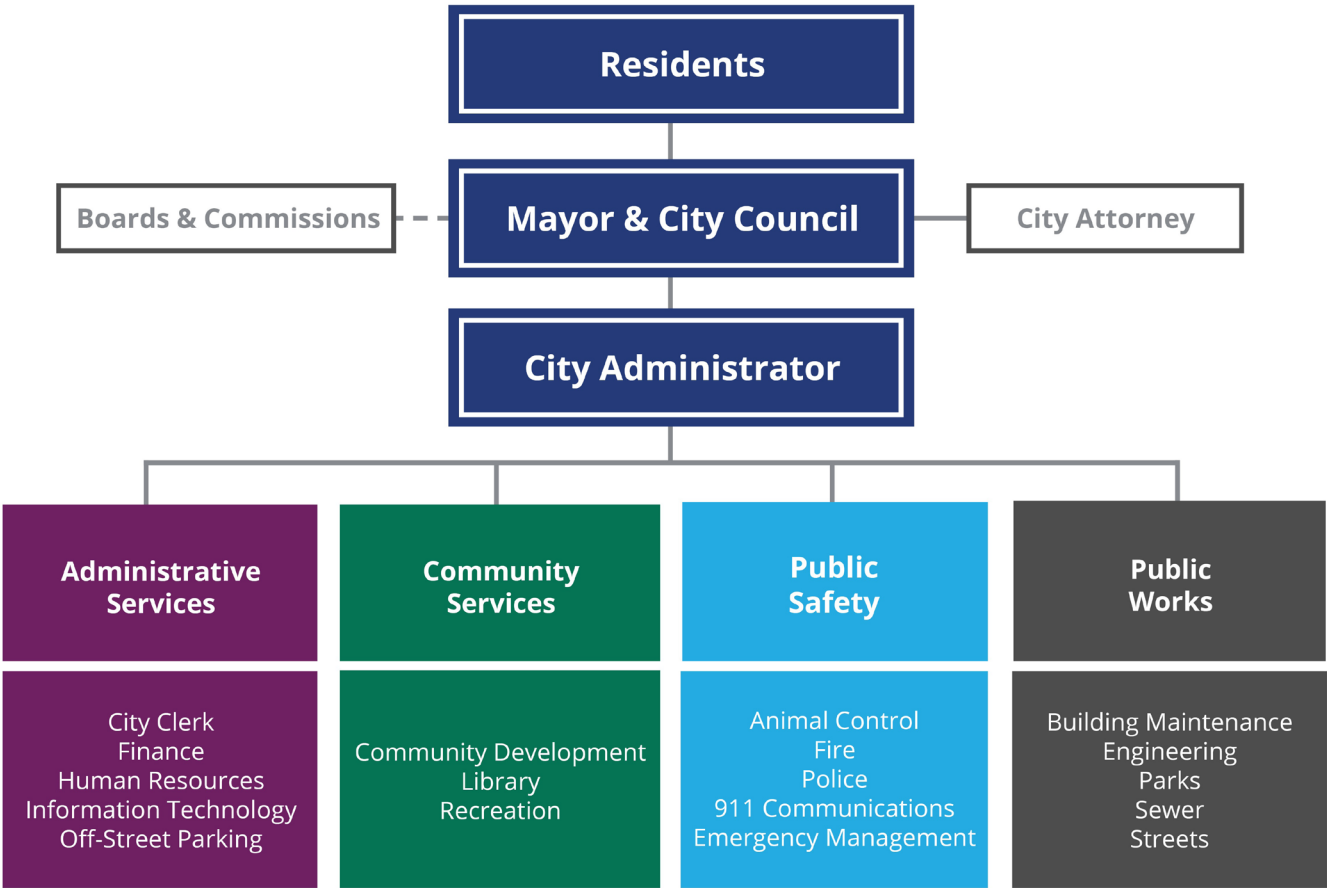 Residents
Boards & Commissions
Mayor & City Council
City Attorney
City Administrator
Administrative
Services
Community
Services
Public
Safety
Public
Works
City Clerk
Finance
Human Resources
Information Technology
Off-Street Parking
Community Development
Library
Recreation
Animal Control
Fire
Police
911 Communications
Emergency Management
Building Maintenance
Engineering
Parks
Sewer
Streets